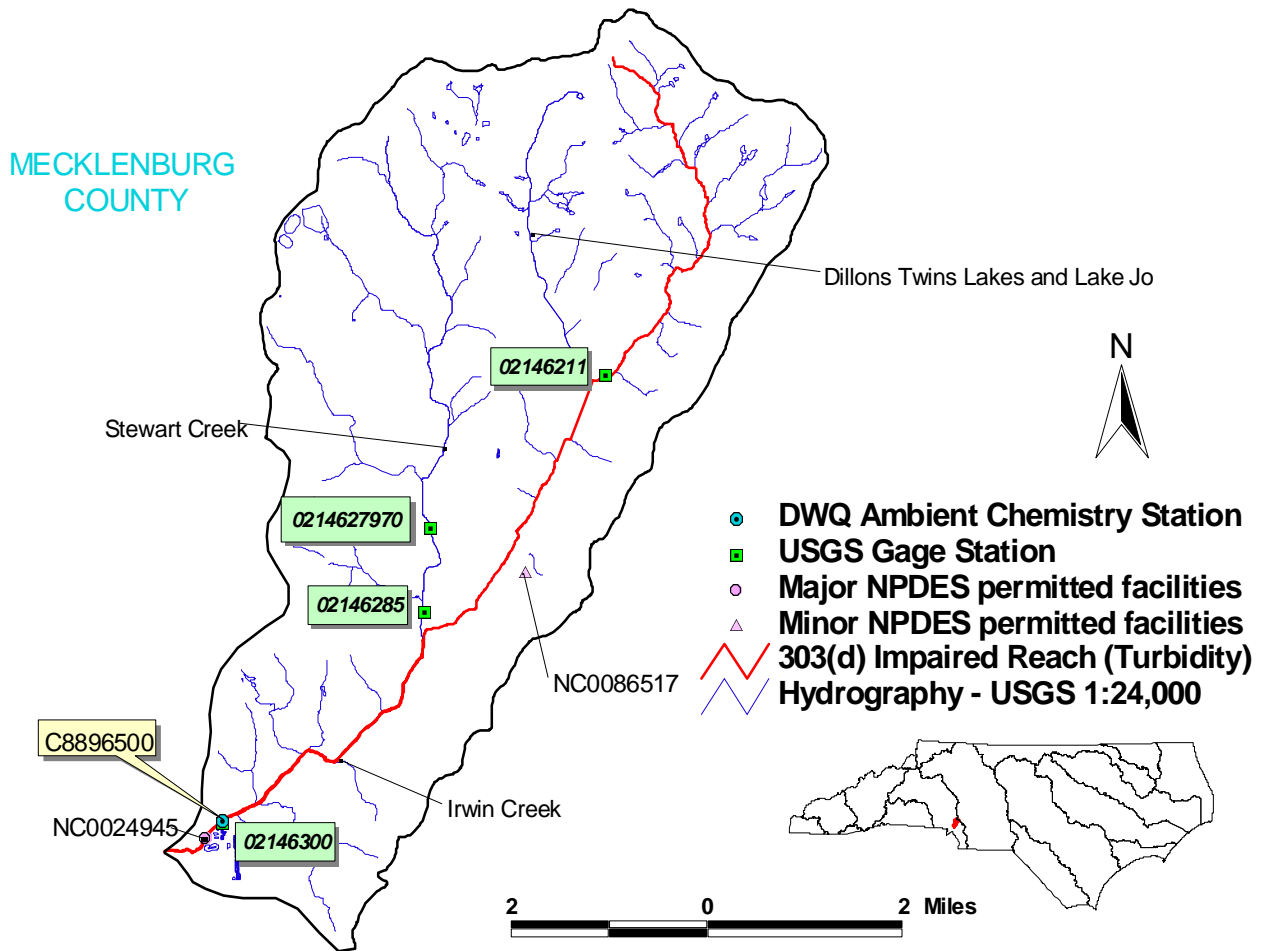 MECKLENBURG
COUNTY
Dillons Twins Lakes and Lake Jo
02146211
N
Stewart Creek
0214627970
02146285
NC0086517
DWQ Ambient Chemistry Station
USGS Gage Station
Major NPDES permitted facilities
Minor NPDES permitted facilities
303(d) Impaired Reach (Turbidity)
Hydrography - USGS 1:24,000
C8896500
Irwin Creek
NC0024945
02146300
2 0 2 Miles